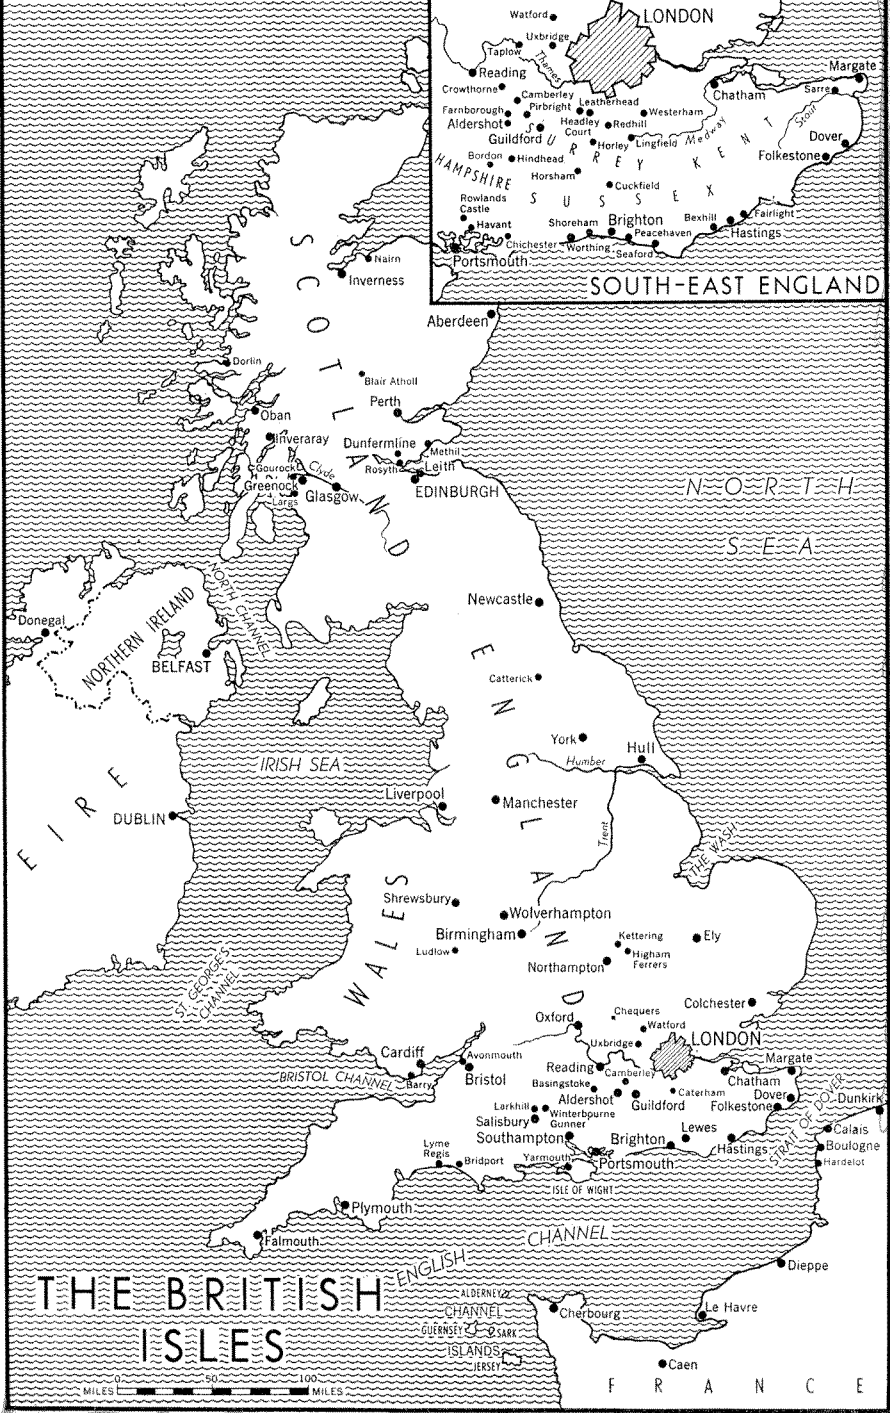 Watford
LONDON
Uxbridge
Taplow
Thames
Reading
Margate
Crowthorne
Chatham
Sarre
Camberley
Farnborough
Pirbright
Leatherhead
Westerham
Stour
Aldershot
Headley
Court
Redhill
Medway
KENT
Guildford
SURREY
Horley
Lingfield
Dover
Folkestone
Bordon
Hindhead
HAMPSHIRE
Horsham
Cuckfield
SUSSEX
Rowlands
Castle
Havant
Shoreham
Brighton
Bexhill
Fairlight
Chichester
Worthing
Peacehaven
Hastings
Portsmouth
Seaford
SOUTH-EAST ENGLAND
SCOTLAND
Nairn
Inverness
Aberdeen
Dorlin
Blair Atholl
Perth
Oban
Inveraray
Dunfermline
Methil
Gourock
Clyde
Rosyth
Leith
Greenock
Glasgow
EDINBURGH
Largs
NORTH
SEA
NORTH CHANNEL
Donegal
NORTHERN IRELAND
BELFAST
Newcastle
ENGLAND
Catterick
York
Hull
Humber
IRISH SEA
EIRE
DUBLIN
Liverpool
Manchester
Trent
THE WASH
Shrewsbury
WALES
Wolverhampton
Birmingham
Ludlow
Kettering
Ely
Higham
Ferrers
Northampton
ST. GEORGE'S
CHANNEL
Colchester
Chequers
Oxford
Watford
Uxbridge
LONDON
Cardiff
Avonmouth
Bristol
Barry
BRISTOL CHANNEL
Reading
Camberley
Margate
Basingstoke
Chatham
Aldershot
Guildford
Caterham
Dover
Folkestone
STRAIT OF DOVER
Dunkirk
Larkhill
Salisbury
Winterbourne
Gunner
Southampton
Brighton
Lewes
Hastings
Calais
Boulogne
Hardelot
Lyme
Regis
Bridport
Yarmouth
Portsmouth
ISLE OF WIGHT
Plymouth
Falmouth
ENGLISH CHANNEL
Dieppe
THE BRITISH
ISLES
ALDERNEY
CHANNEL
GUERNSEY
SARK
ISLANDS
JERSEY
Cherbourg
Le Havre
Caen
FRANCE
0 50 100
MILES MILES